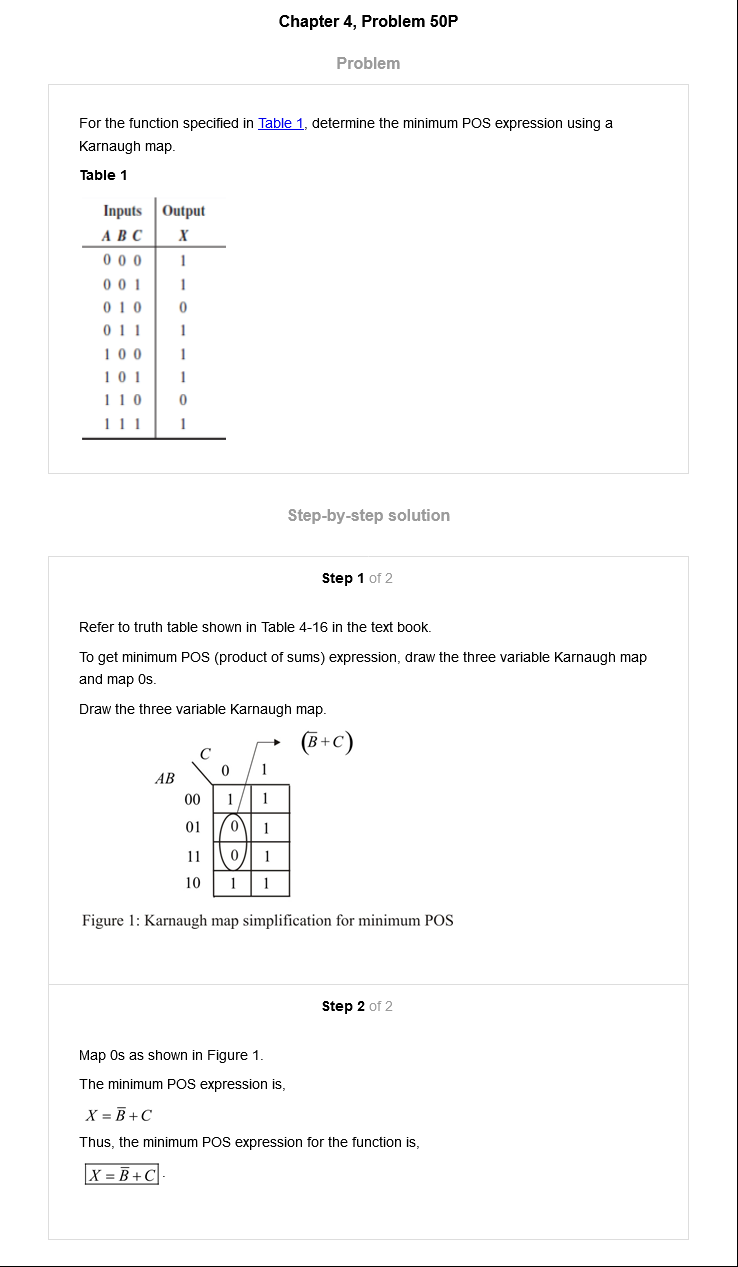 Chapter 4, Problem 50P
Problem
For the function specified in Table 1, determine the minimum POS expression using a
Karnaugh map.
Table 1
Inputs Output
A B C X
0 0 0 1
0 0 1 1
0 1 0 0
0 1 1 1
1 0 0 1
1 0 1 1
1 1 0 0
1 1 1 1
Step-by-step solution
Step 1 of 2
Refer to truth table shown in Table 4-16 in the text book.
To get minimum POS (product of sums) expression, draw the three variable Karnaugh map
and map 0s.
Draw the three variable Karnaugh map.
(B̅ + C)
C
0 1
AB
00 1 1
01 0 1
11 0 1
10 1 1
Figure 1: Karnaugh map simplification for minimum POS
Step 2 of 2
Map 0s as shown in Figure 1.
The minimum POS expression is,
X = B̅ + C
Thus, the minimum POS expression for the function is,
X = B̅ + C.